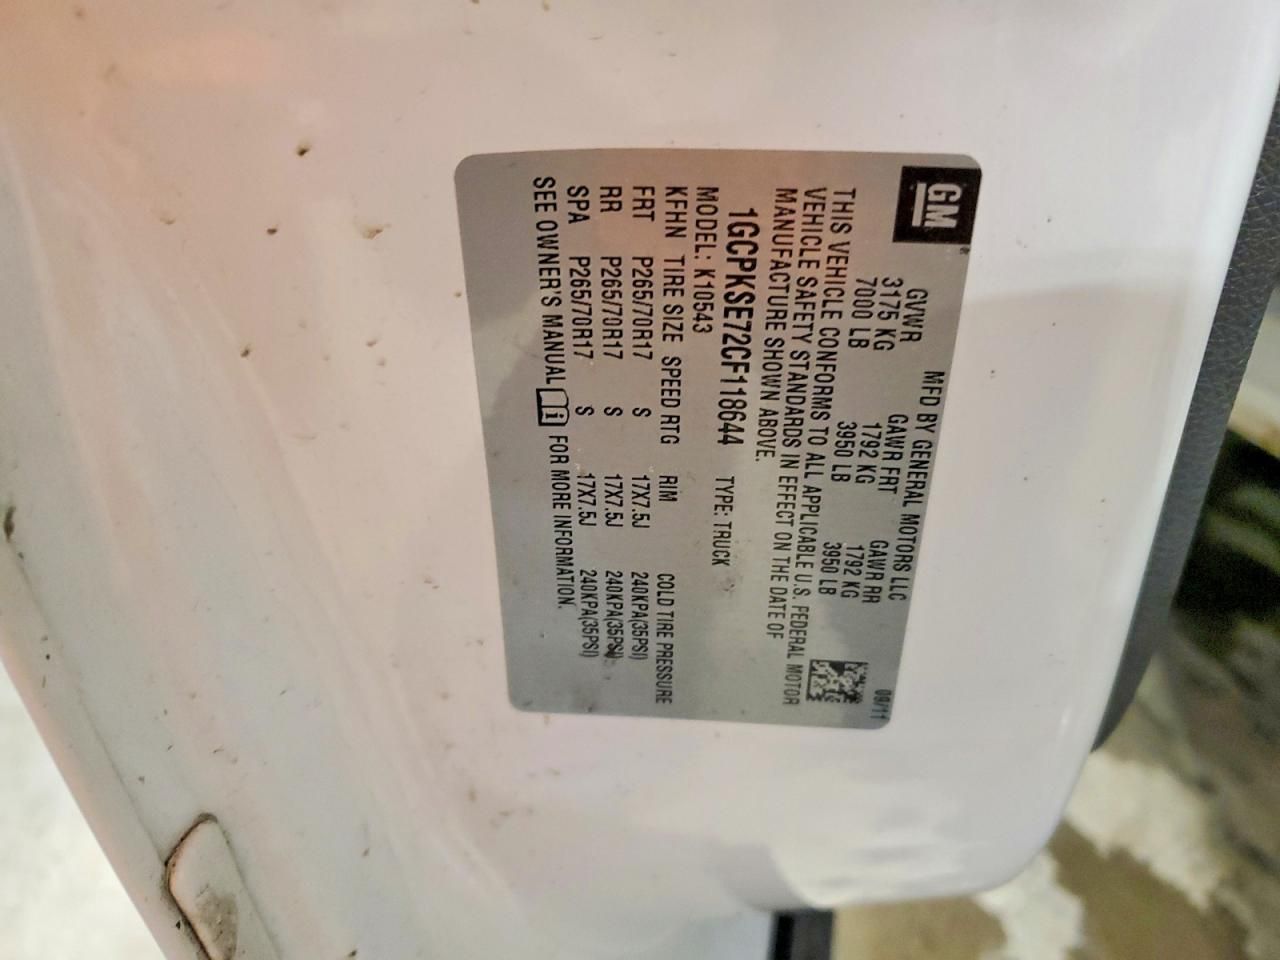 GM
MFD BY GENERAL MOTORS LLC 09/11
GVWR GAWR FRT GAWR RR
3175 KG 1792 KG 1792 KG
7000 LB 3950 LB 3950 LB
THIS VEHICLE CONFORMS TO ALL APPLICABLE U.S. FEDERAL MOTOR
VEHICLE SAFETY STANDARDS IN EFFECT ON THE DATE OF
MANUFACTURE SHOWN ABOVE.
1GCPKSE72CF118644 TYPE: TRUCK
MODEL: K10543
KFHN TIRE SIZE SPEED RTG RIM COLD TIRE PRESSURE
FRT P265/70R17 S 17X7.5J 240KPA(35PSI)
RR P265/70R17 S 17X7.5J 240KPA(35PSI)
SPA P265/70R17 S 17X7.5J 240KPA(35PSI)
SEE OWNER'S MANUAL i FOR MORE INFORMATION.